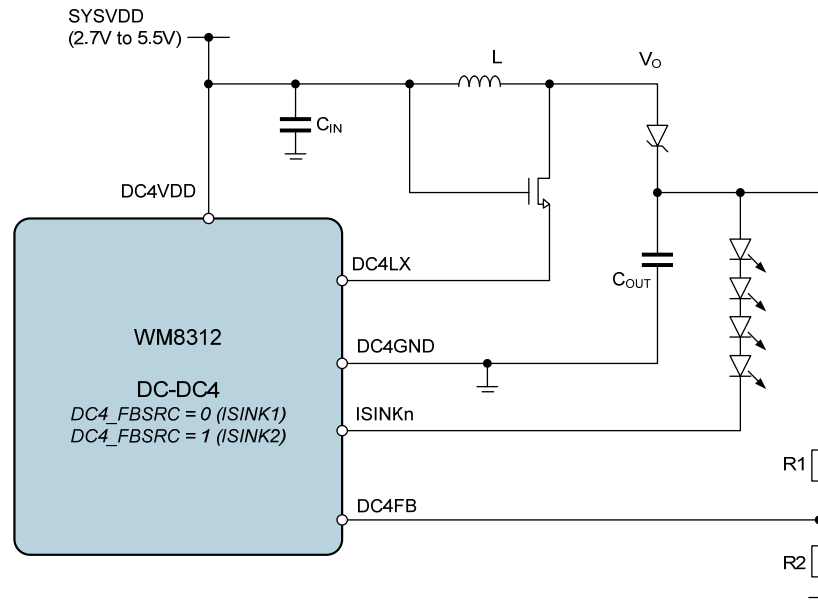 SYSVDD
(2.7V to 5.5V)
L
VO
CIN
DC4VDD
DC4LX
COUT
WM8312
DC4GND
DC-DC4
DC4_FBSRC = 0 (ISINK1)
DC4_FBSRC = 1 (ISINK2)
ISINKn
R1
DC4FB
R2